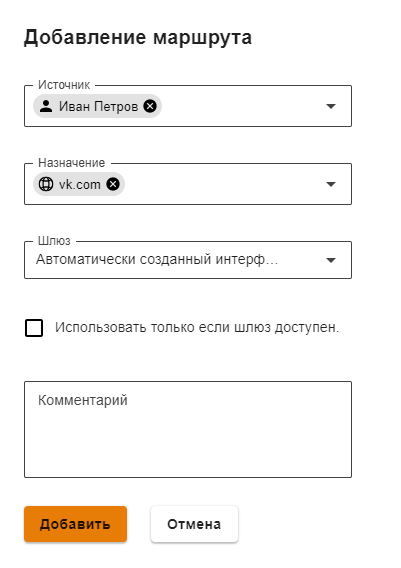 Добавление маршрута
Источник
Иван Петров
Назначение
vk.com
Шлюз
Автоматически созданный интерф…
Использовать только если шлюз доступен.
Комментарий
Добавить
Отмена